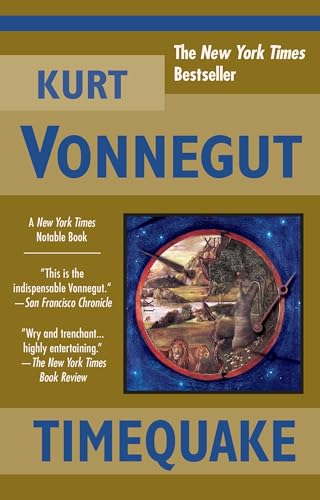 The New York Times
Bestseller
KURT
VONNEGUT
A New York Times
Notable Book
"This is the
indispensable Vonnegut."
—San Francisco Chronicle
"Wry and trenchant...
highly entertaining."
—The New York Times
Book Review
TIMEQUAKE